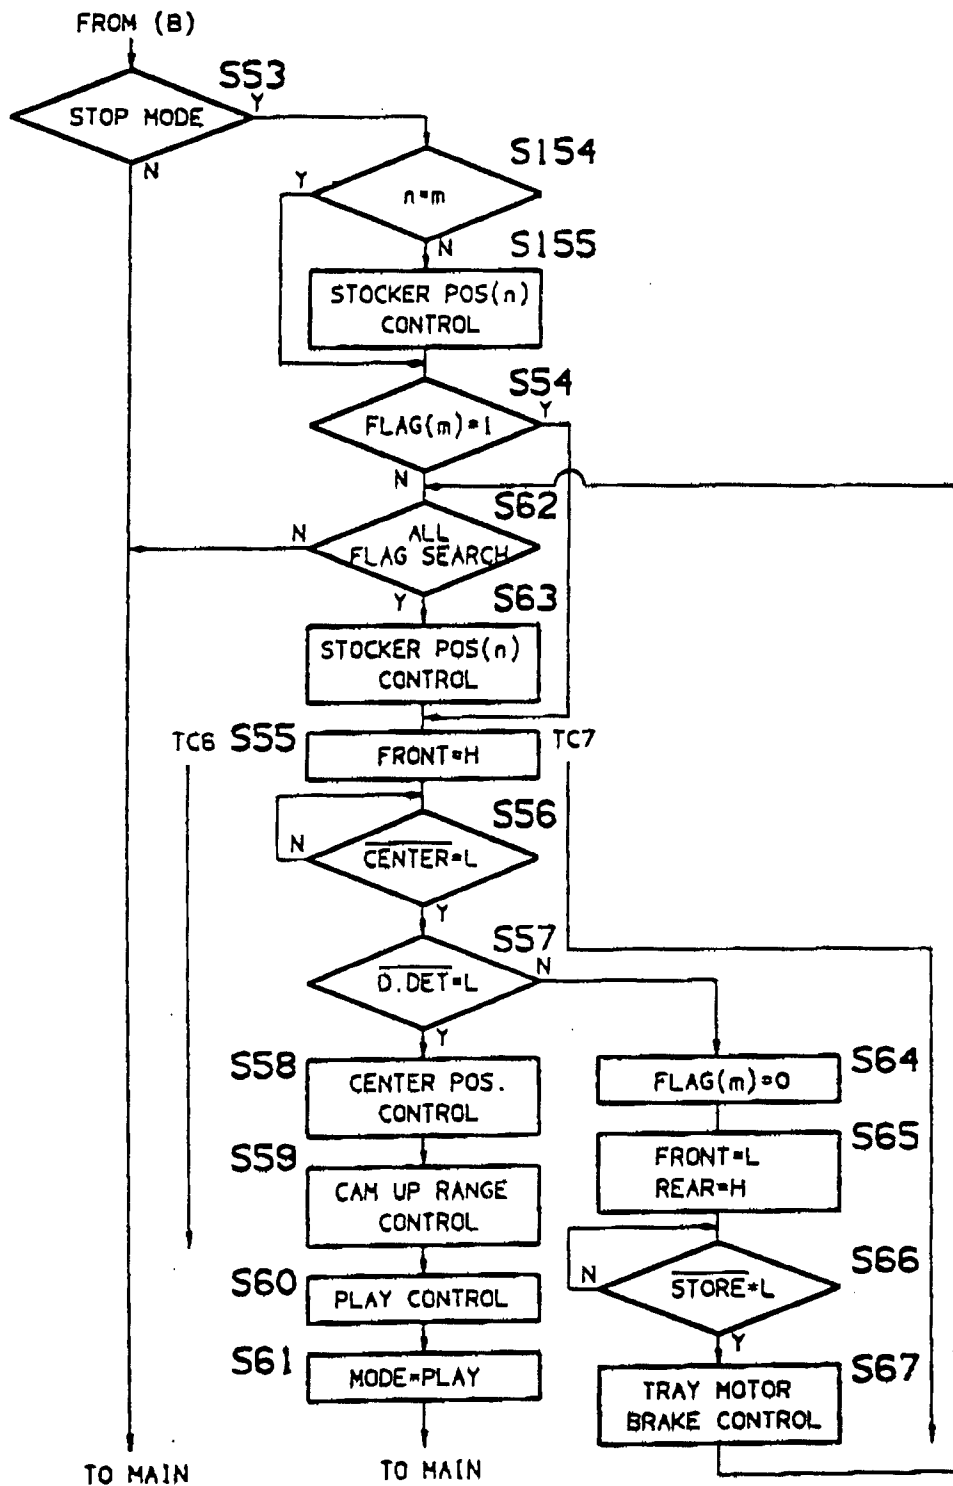 FROM (B)
S53
STOP MODE
Y
N
S154
n=m
Y
N
S155
STOCKER POS(n)
CONTROL
S54
FLAG(m)=1
Y
N
S62
ALL
FLAG SEARCH
N
Y
S63
STOCKER POS(n)
CONTROL
TC6
S55
FRONT=H
TC7
S56
CENTER=L
N
Y
S57
D.DET=L
N
Y
S58
CENTER POS.
CONTROL
S64
FLAG(m)=0
S59
CAM UP RANGE
CONTROL
S65
FRONT=L
REAR=H
S60
PLAY CONTROL
S66
STORE=L
N
Y
S61
MODE=PLAY
S67
TRAY MOTOR
BRAKE CONTROL
TO MAIN
TO MAIN